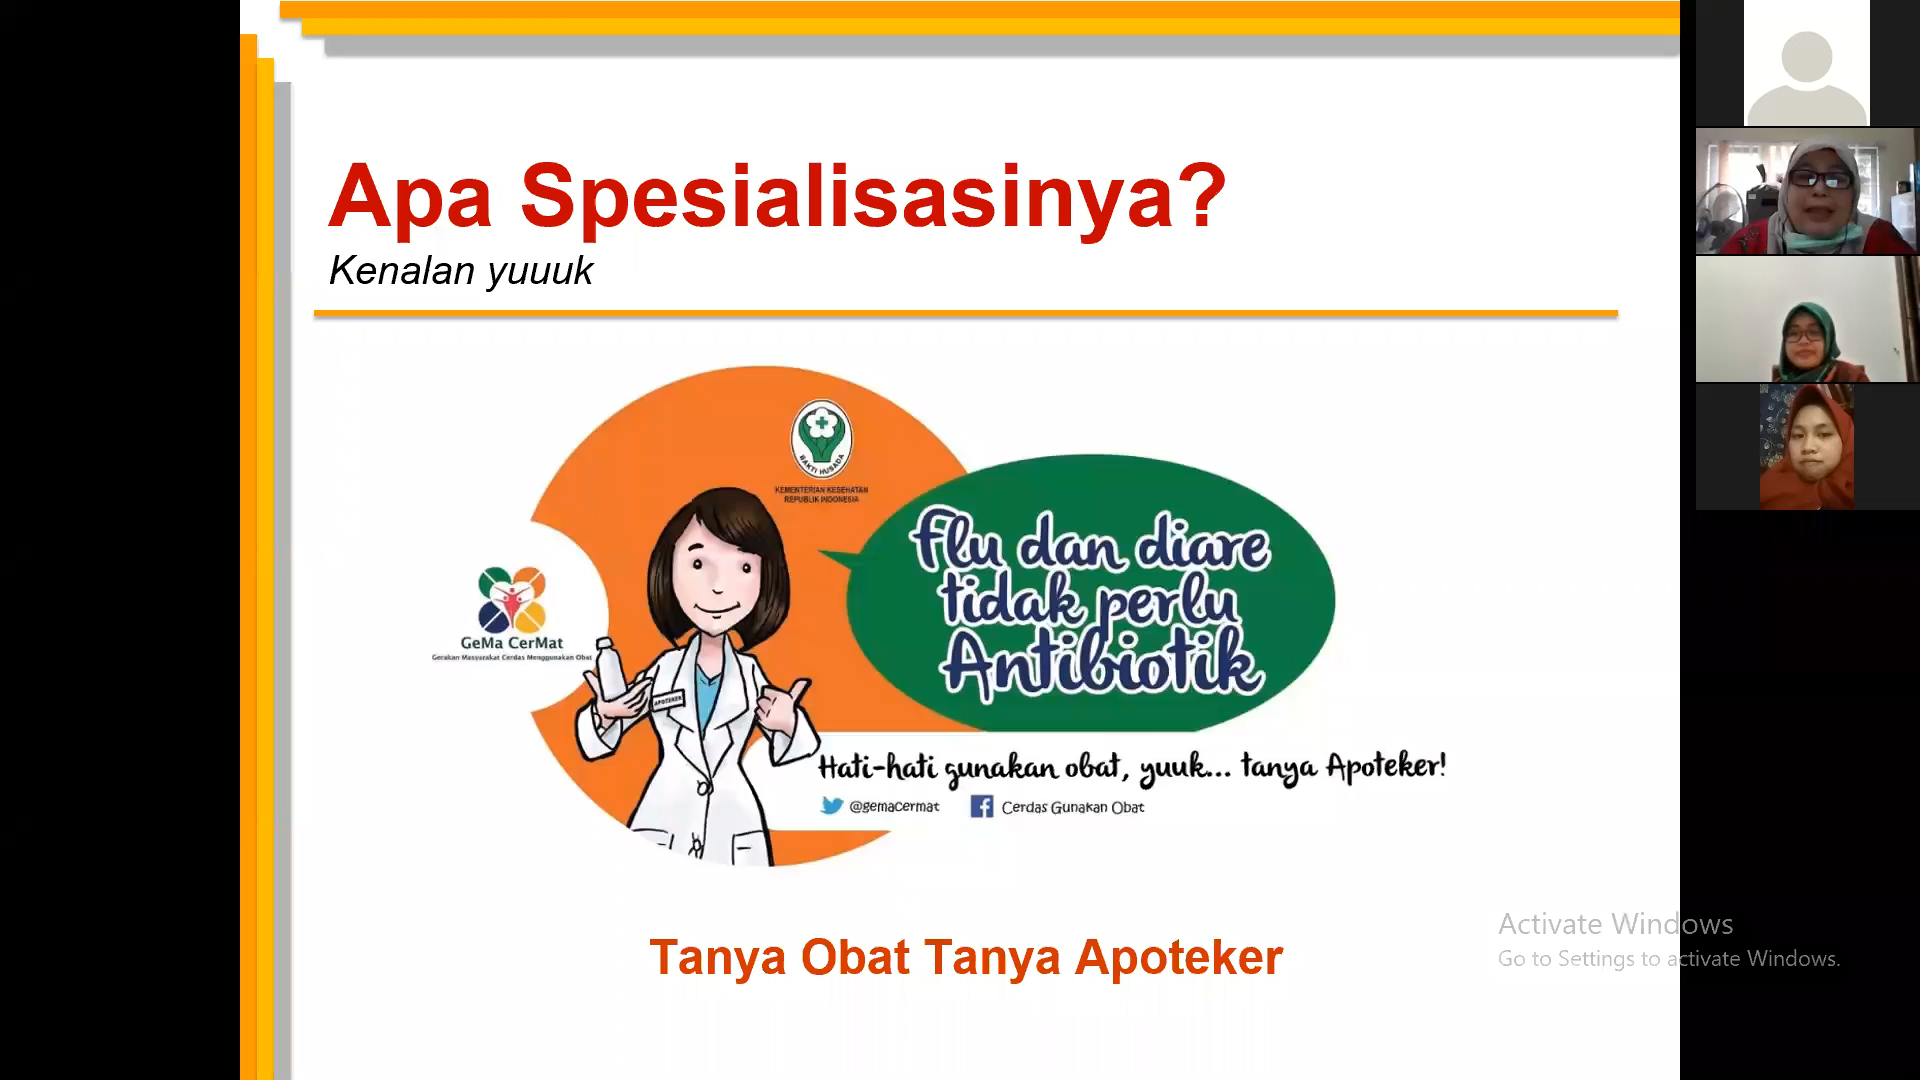 Apa Spesialisasinya?
Kenalan yuuuk
BAKTI HUSADA
KEMENTERIAN KESEHATAN
REPUBLIK INDONESIA
Flu dan diare
tidak perlu
Antibiotik
GeMa CerMat
Gerakan Masyarakat Cerdas Menggunakan Obat
APOTEKER
Hati-hati gunakan obat, yuuk... tanya Apoteker!
@gemacermat Cerdas Gunakan Obat
Tanya Obat Tanya Apoteker
Activate Windows
Go to Settings to activate Windows.